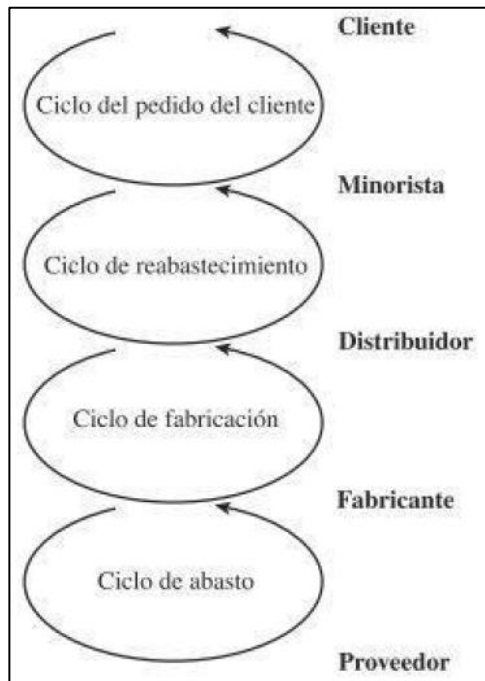 Cliente
Ciclo del pedido del cliente
Minorista
Ciclo de reabastecimiento
Distribuidor
Ciclo de fabricación
Fabricante
Ciclo de abasto
Proveedor